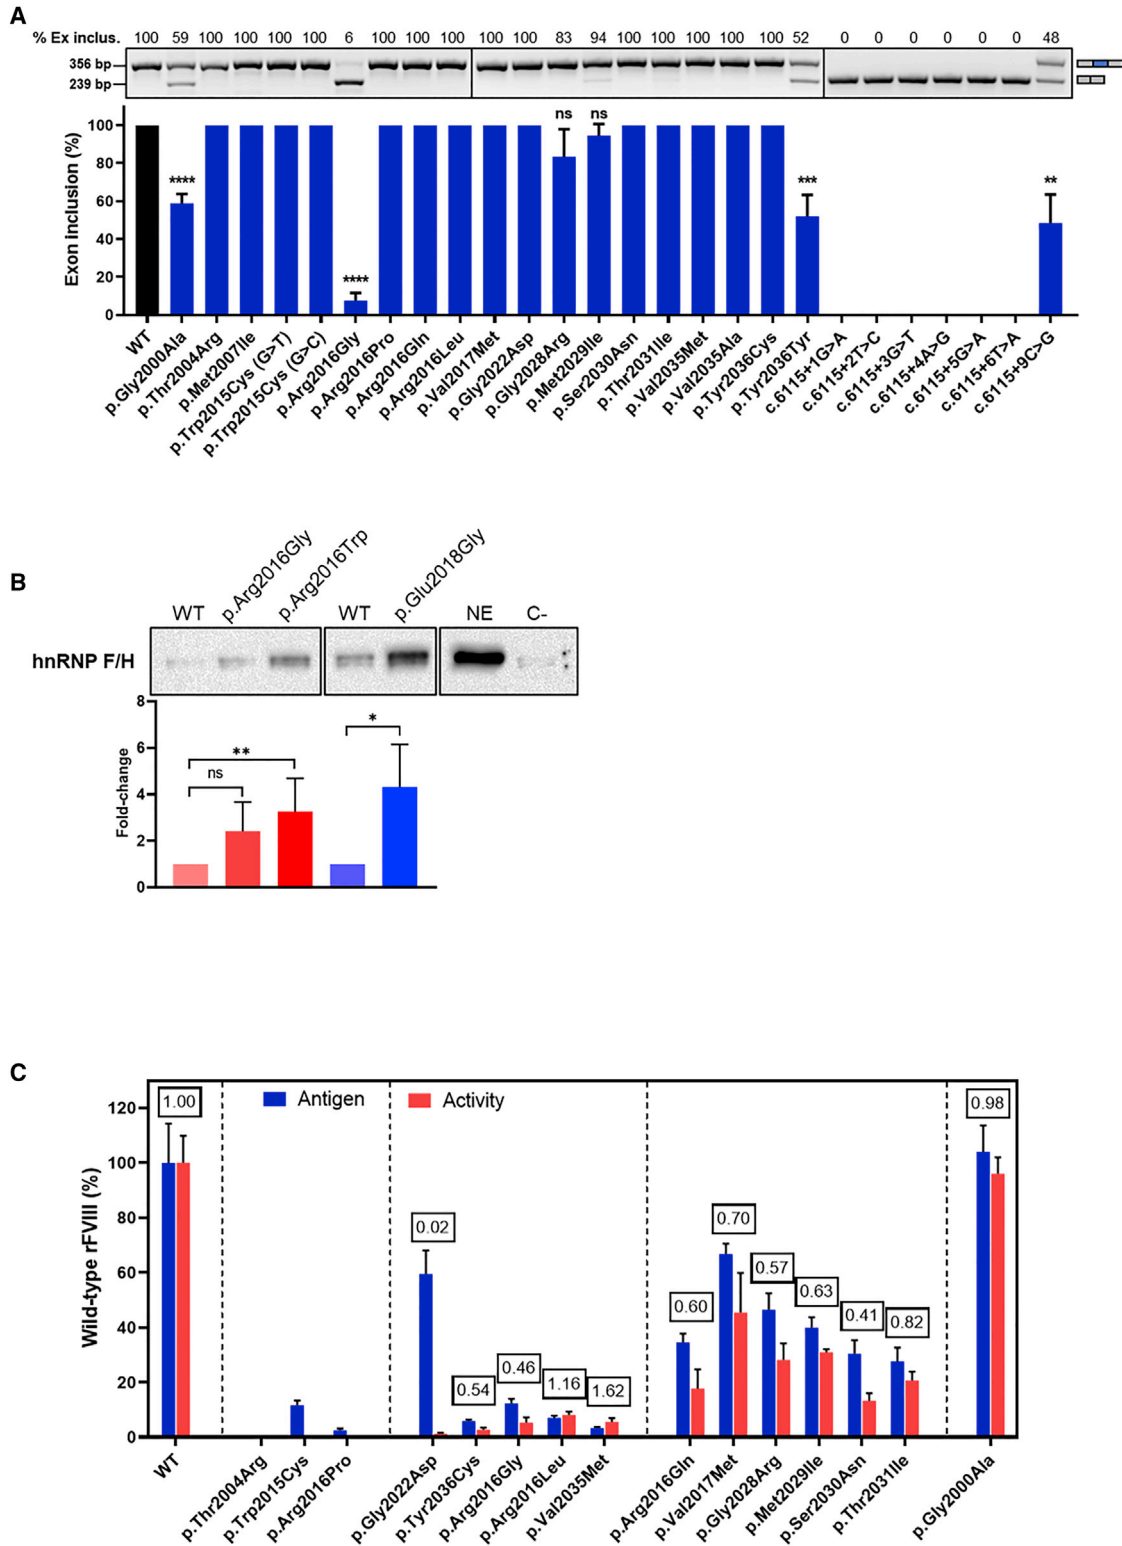 A
% Ex inclus. 100 59 100 100 100 100 6 100 100 100 100 100 83 94 100 100 100 100 100 52 0 0 0 0 0 0 48
356 bp
239 bp
Exon inclusion (%)
100
80
60
40
20
0
**** **** ns ns *** **
WT
p.Gly2000Ala
p.Thr2004Arg
p.Met2007Ile
p.Trp2015Cys (G>T)
p.Trp2015Cys (G>C)
p.Arg2016Gly
p.Arg2016Pro
p.Arg2016Gln
p.Arg2016Leu
p.Val2017Met
p.Gly2022Asp
p.Gly2028Arg
p.Met2029Ile
p.Ser2030Asn
p.Thr2031Ile
p.Val2035Met
p.Val2035Ala
p.Tyr2036Cys
p.Tyr2036Tyr
c.6115+1G>A
c.6115+2T>C
c.6115+3G>T
c.6115+4A>G
c.6115+5G>A
c.6115+6T>A
c.6115+9C>G
B
WT p.Arg2016Gly p.Arg2016Trp WT p.Glu2018Gly NE C-
hnRNP F/H
Fold-change
8
6
4
2
0
ns
**
*
C
Wild-type rFVIII (%)
120
100
80
60
40
20
0
Antigen Activity
1.00
0.02
0.54
0.46
1.16
1.62
0.60
0.70
0.57
0.63
0.41
0.82
0.98
WT
p.Thr2004Arg
p.Trp2015Cys
p.Arg2016Pro
p.Gly2022Asp
p.Tyr2036Cys
p.Arg2016Gly
p.Arg2016Leu
p.Val2035Met
p.Arg2016Gln
p.Val2017Met
p.Gly2028Arg
p.Met2029Ile
p.Ser2030Asn
p.Thr2031Ile
p.Gly2000Ala